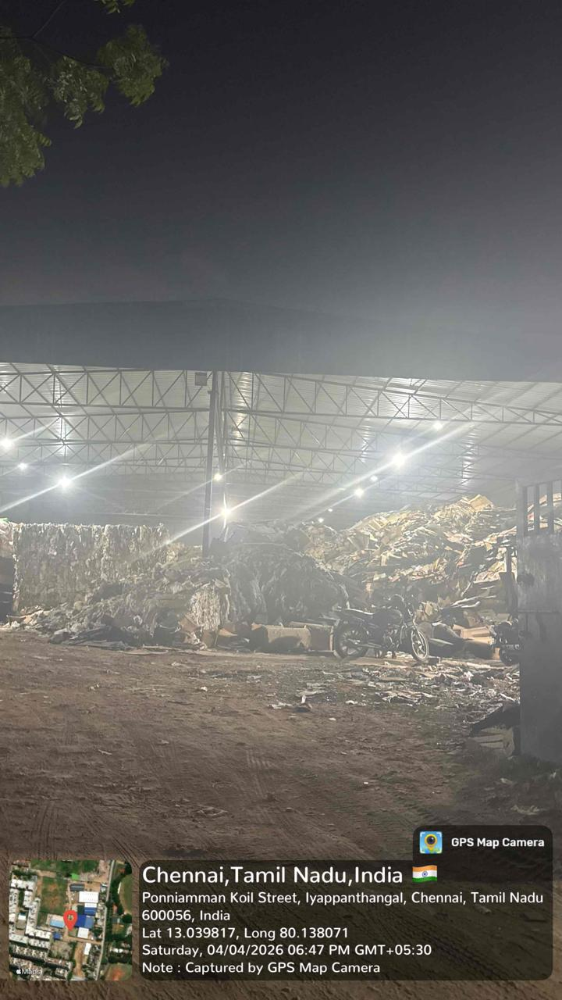 GPS Map Camera
Chennai,Tamil Nadu,India 🇮🇳
Ponniamman Koil Street, Iyappanthangal, Chennai, Tamil Nadu
600056, India
Lat 13.039817, Long 80.138071
Saturday, 04/04/2026 06:47 PM GMT+05:30
Note : Captured by GPS Map Camera
Maps